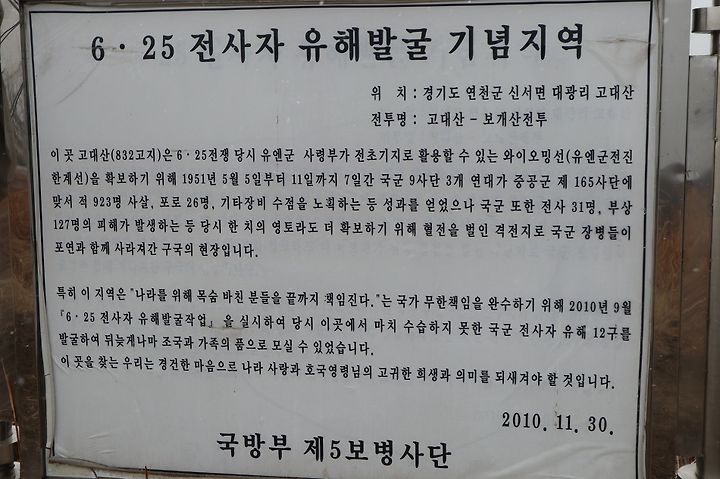 6·25 전사자 유해발굴 기념지역
위 치 : 경기도 연천군 신서면 대광리 고대산
전투명 : 고대산 - 보개산전투
이 곳 고대산(832고지)은 6·25전쟁 당시 유엔군 사령부가 전초기지로 활용할 수 있는 와이오밍선(유엔군전진
한계선)을 확보하기 위해 1951년 5월 5일부터 11일까지 7일간 국군 9사단 3개 연대가 중공군 제 165사단에
맞서 적 923명 사살, 포로 26명, 기타장비 수점을 노획하는 등 성과를 얻었으나 국군 또한 전사 31명, 부상
127명의 피해가 발생하는 등 당시 한 치의 영토라도 더 확보하기 위해 혈전을 벌인 격전지로 국군 장병들이
포연과 함께 사라져간 구국의 현장입니다.
특히 이 지역은 "나라를 위해 목숨 바친 분들을 끝까지 책임진다."는 국가 무한책임을 완수하기 위해 2010년 9월
『6·25 전사자 유해발굴작업』 을 실시하여 당시 이곳에서 마치 수습하지 못한 국군 전사자 유해 12구를
발굴하여 뒤늦게나마 조국과 가족의 품으로 모실 수 있었습니다.
이 곳을 찾는 우리는 경건한 마음으로 나라 사랑과 호국영령님의 고귀한 희생과 의미를 되새겨야 할 것입니다.
2010. 11. 30.
국방부 제5보병사단